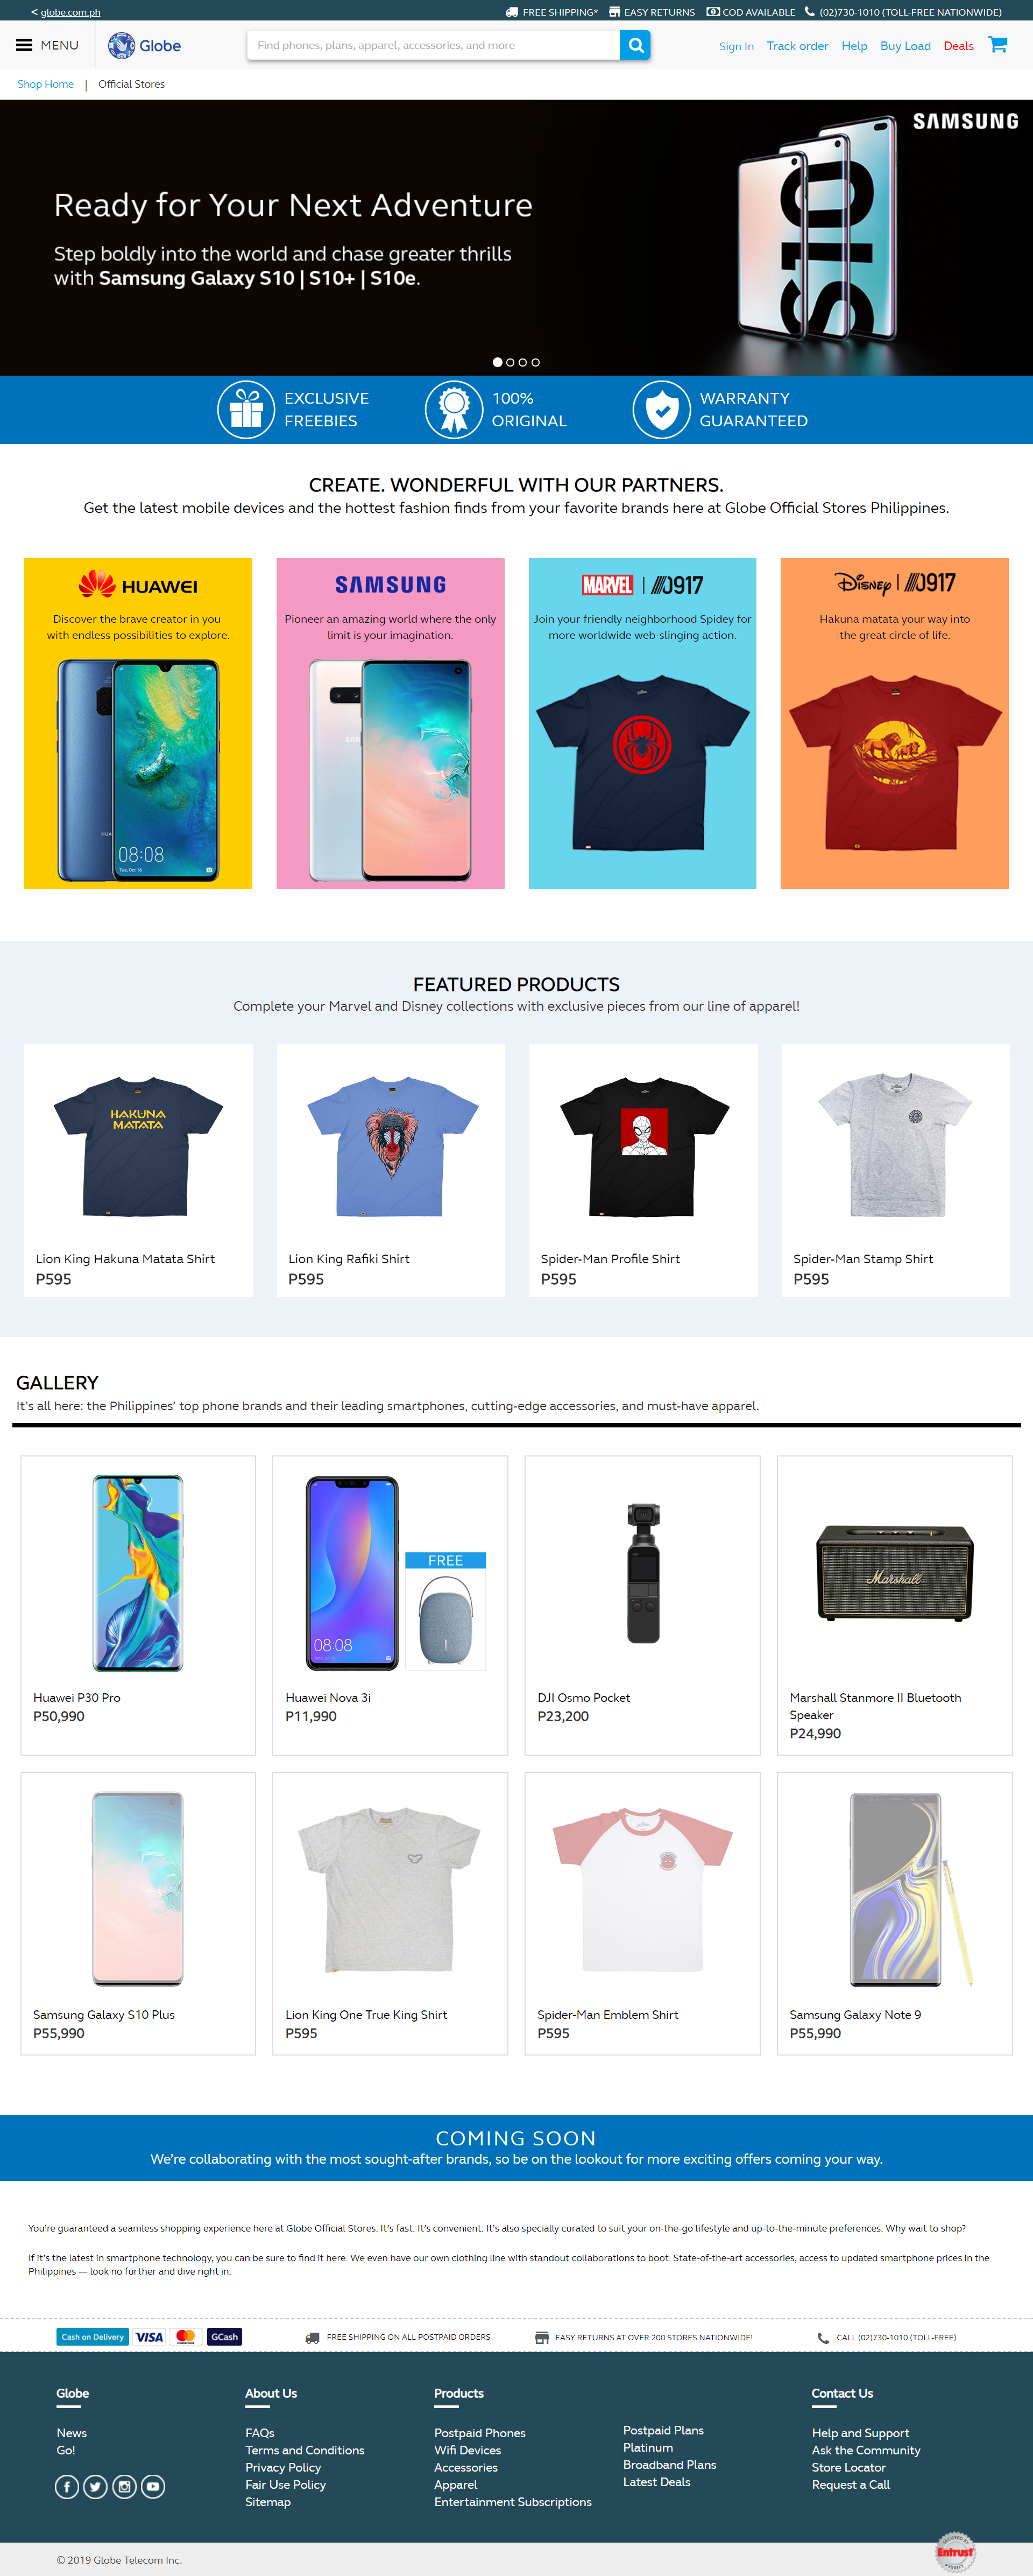 < globe.com.ph
FREE SHIPPING* EASY RETURNS COD AVAILABLE (02)730-1010 (TOLL-FREE NATIONWIDE)
MENU
Globe
Find phones, plans, apparel, accessories, and more
Sign In Track order Help Buy Load Deals
Shop Home | Official Stores
SAMSUNG
S10
Ready for Your Next Adventure
Step boldly into the world and chase greater thrills
with Samsung Galaxy S10 | S10+ | S10e.
EXCLUSIVE
FREEBIES
100%
ORIGINAL
WARRANTY
GUARANTEED
CREATE. WONDERFUL WITH OUR PARTNERS.
Get the latest mobile devices and the hottest fashion finds from your favorite brands here at Globe Official Stores Philippines.
HUAWEI
Discover the brave creator in you
with endless possibilities to explore.
08:08
Tue, Oct 16
SAMSUNG
Pioneer an amazing world where the only
limit is your imagination.
MARVEL | 0917
Join your friendly neighborhood Spidey for
more worldwide web-slinging action.
Disney | 0917
Hakuna matata your way into
the great circle of life.
FEATURED PRODUCTS
Complete your Marvel and Disney collections with exclusive pieces from our line of apparel!
HAKUNA
MATATA
Lion King Hakuna Matata Shirt
P595
Lion King Rafiki Shirt
P595
Spider-Man Profile Shirt
P595
Spider-Man Stamp Shirt
P595
GALLERY
It's all here: the Philippines' top phone brands and their leading smartphones, cutting-edge accessories, and must-have apparel.
Huawei P30 Pro
P50,990
FREE
08:08
Huawei Nova 3i
P11,990
DJI Osmo Pocket
P23,200
Marshall
Marshall Stanmore II Bluetooth
Speaker
P24,990
Samsung Galaxy S10 Plus
P55,990
Lion King One True King Shirt
P595
Spider-Man Emblem Shirt
P595
Samsung Galaxy Note 9
P55,990
COMING SOON
We're collaborating with the most sought-after brands, so be on the lookout for more exciting offers coming your way.
You're guaranteed a seamless shopping experience here at Globe Official Stores. It's fast. It's convenient. It's also specially curated to suit your on-the-go lifestyle and up-to-the-minute preferences. Why wait to shop?
If it's the latest in smartphone technology, you can be sure to find it here. We even have our own clothing line with standout collaborations to boot. State-of-the-art accessories, access to updated smartphone prices in the
Philippines — look no further and dive right in.
Cash on Delivery VISA mastercard GCash
FREE SHIPPING ON ALL POSTPAID ORDERS
EASY RETURNS AT OVER 200 STORES NATIONWIDE!
CALL (02)730-1010 (TOLL-FREE)
Globe
News
Go!
About Us
FAQs
Terms and Conditions
Privacy Policy
Fair Use Policy
Sitemap
Products
Postpaid Phones
Wifi Devices
Accessories
Apparel
Entertainment Subscriptions
Postpaid Plans
Platinum
Broadband Plans
Latest Deals
Contact Us
Help and Support
Ask the Community
Store Locator
Request a Call
© 2019 Globe Telecom Inc.
SECURED BY
Entrust